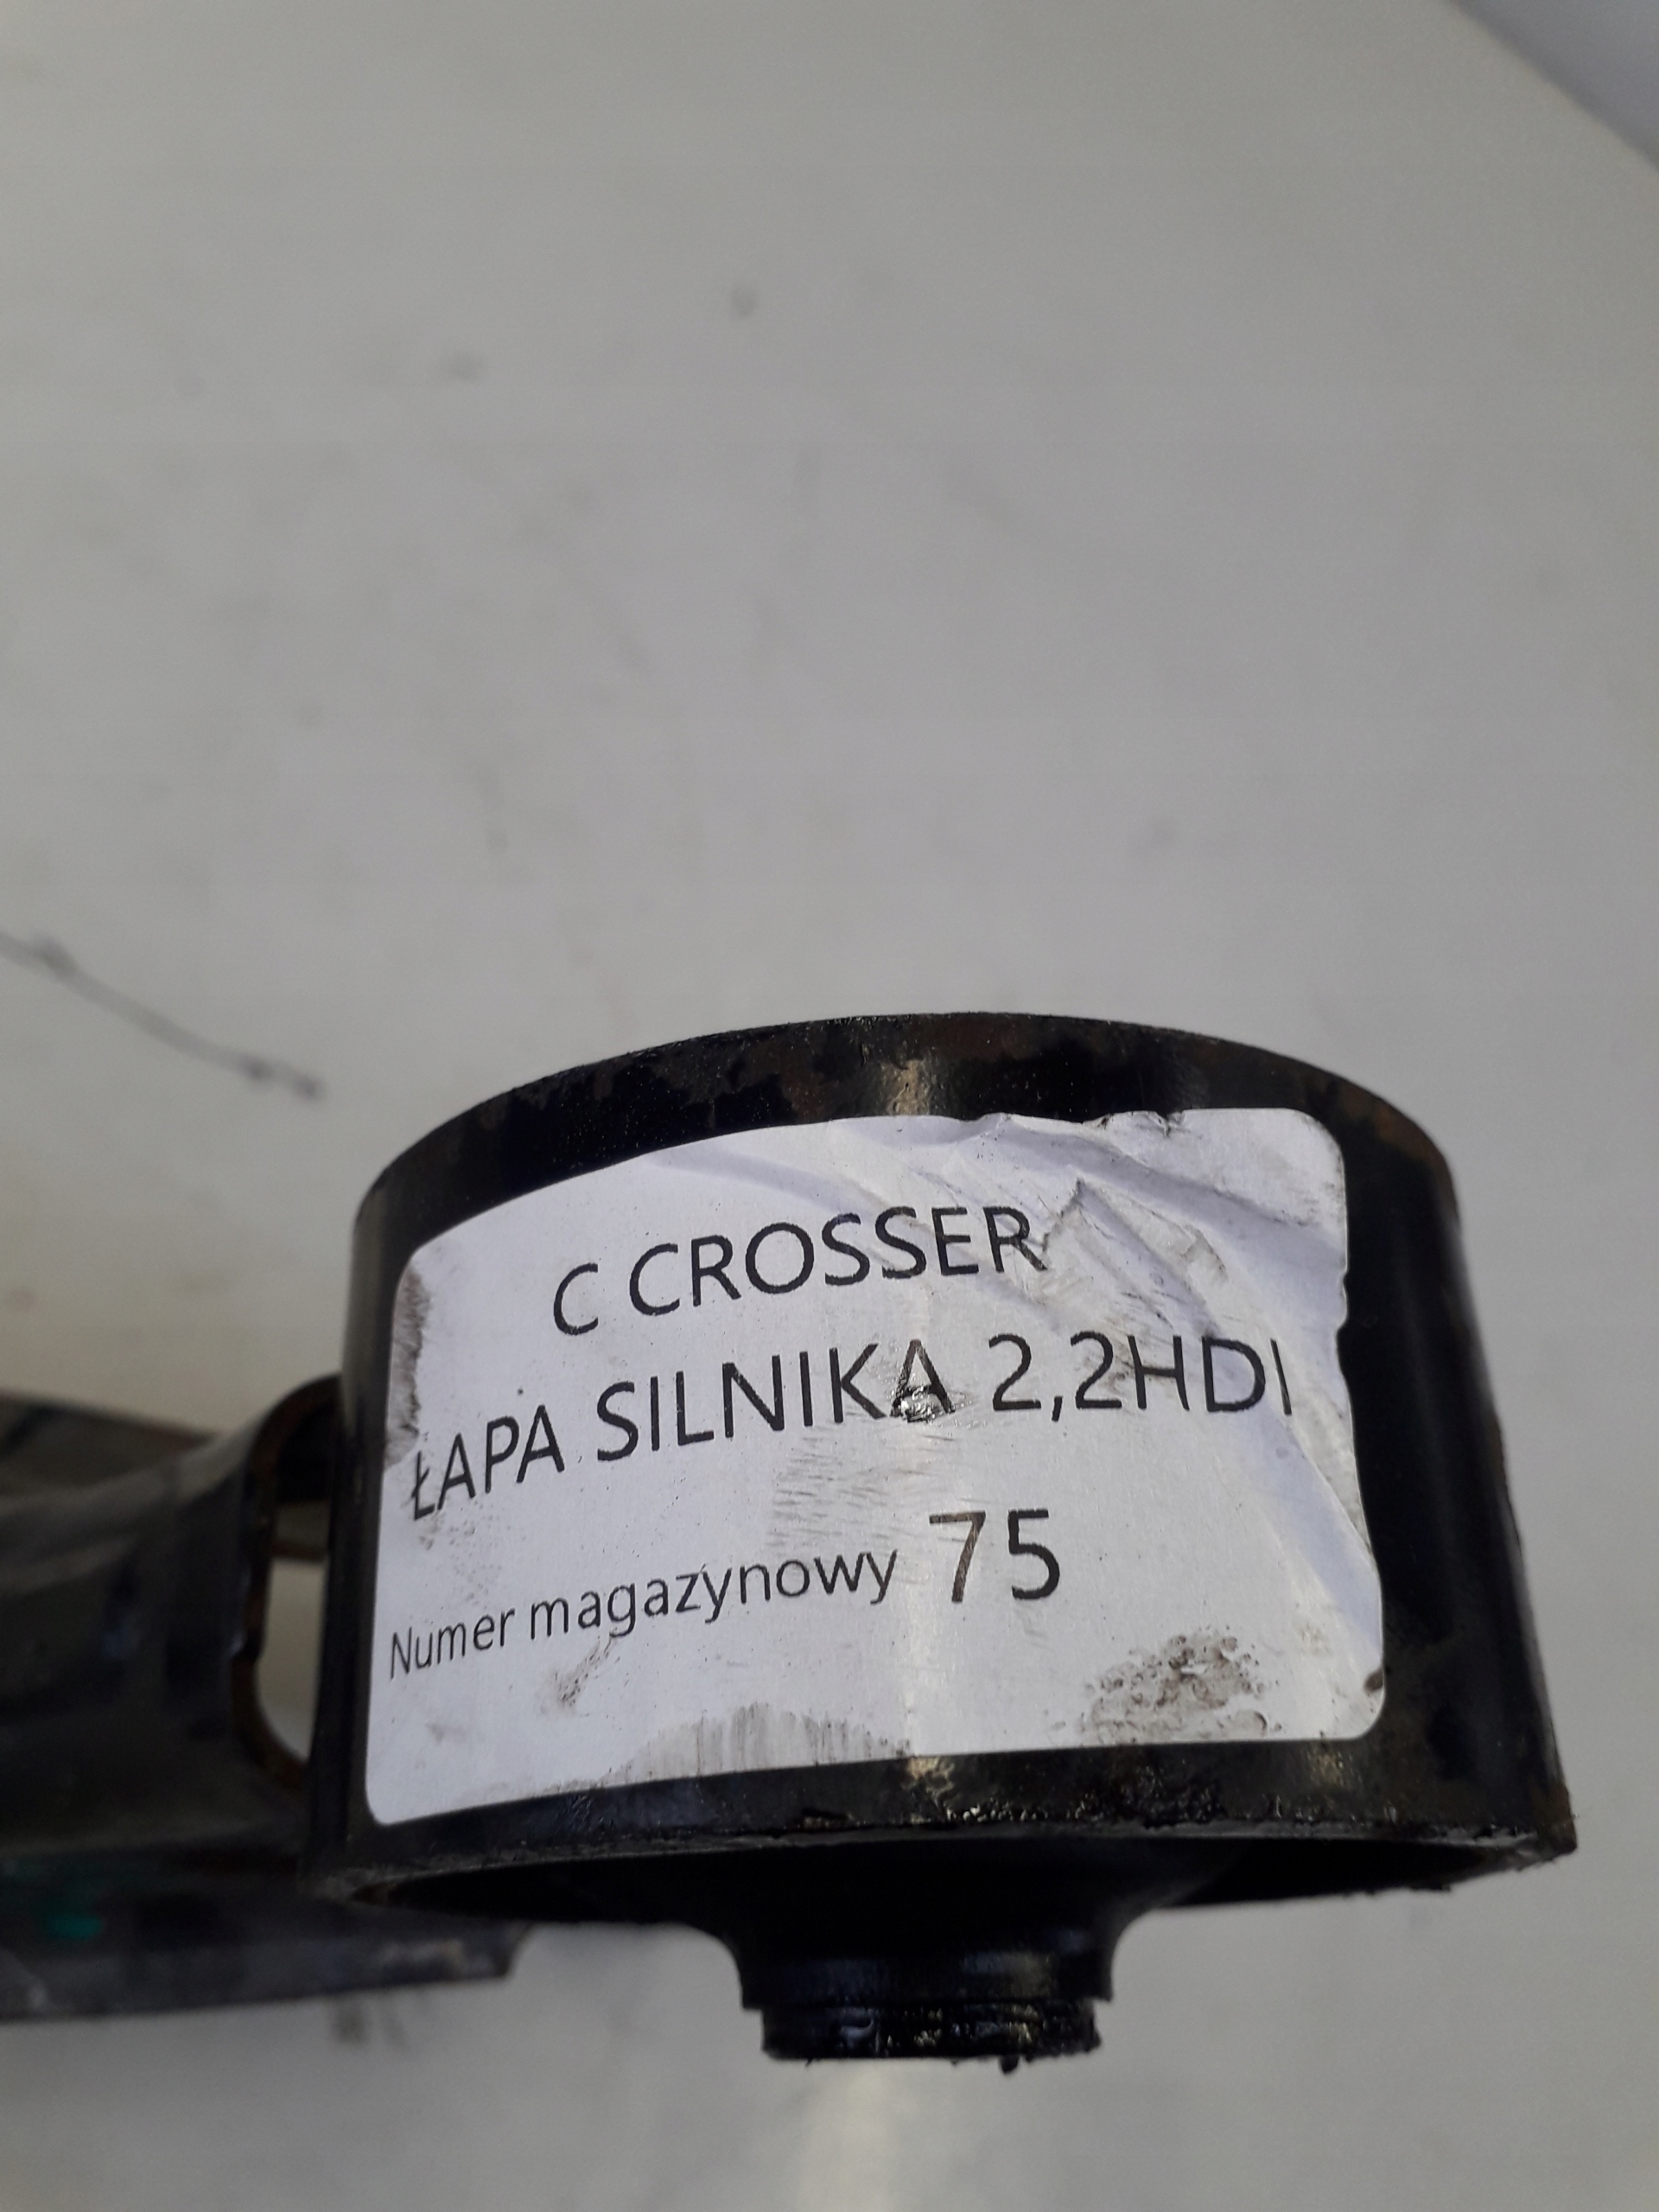 C CROSSER
ŁAPA SILNIKA 2,2HDI
Numer magazynowy 75